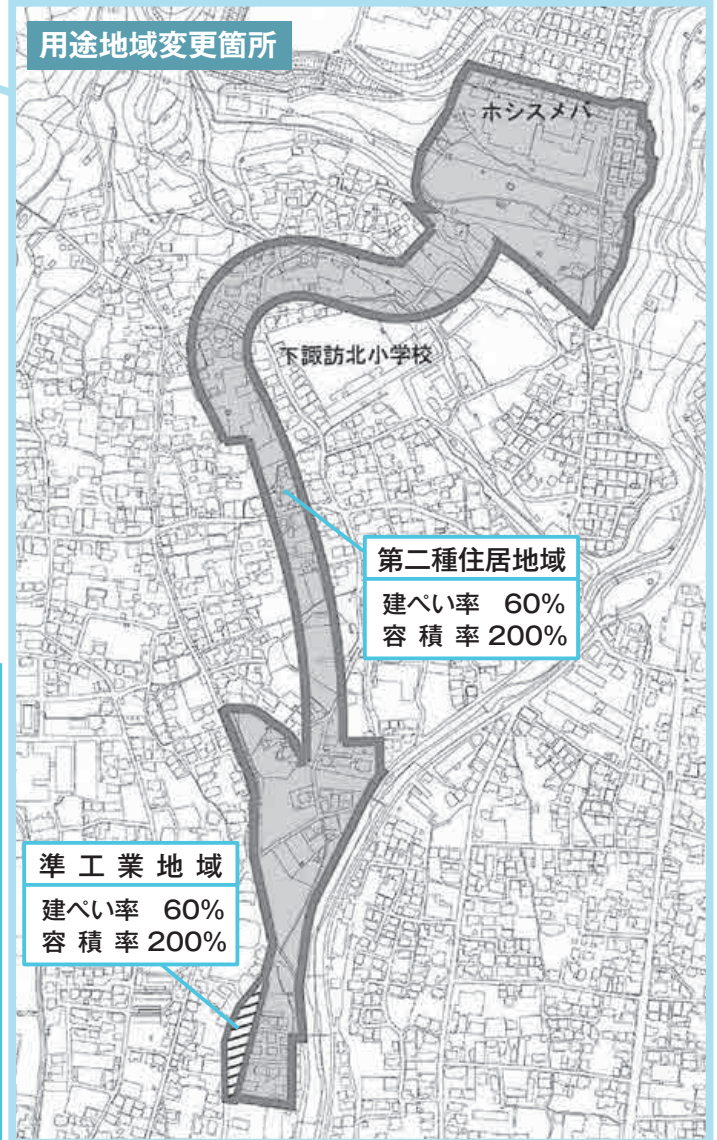 用途地域変更箇所
ホシスメバ
下諏訪北小学校
第二種住居地域
建ぺい率 60%
容積率 200%
準工業地域
建ぺい率 60%
容積率 200%